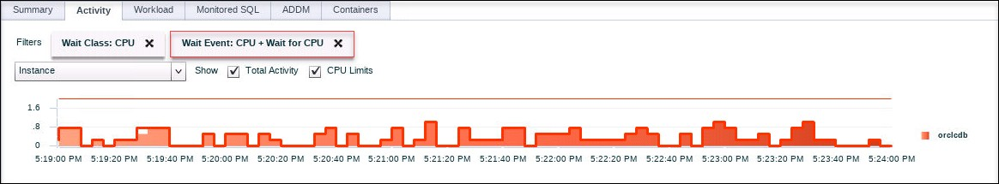 Summary Activity Workload Monitored SQL ADDM Containers
Filters Wait Class: CPU Wait Event: CPU + Wait for CPU
Instance Show Total Activity CPU Limits
1.6
.8
0
5:19:00 PM 5:19:20 PM 5:19:40 PM 5:20:00 PM 5:20:20 PM 5:20:40 PM 5:21:00 PM 5:21:20 PM 5:21:40 PM 5:22:00 PM 5:22:20 PM 5:22:40 PM 5:23:00 PM 5:23:20 PM 5:23:40 PM 5:24:00 PM
orclcdb